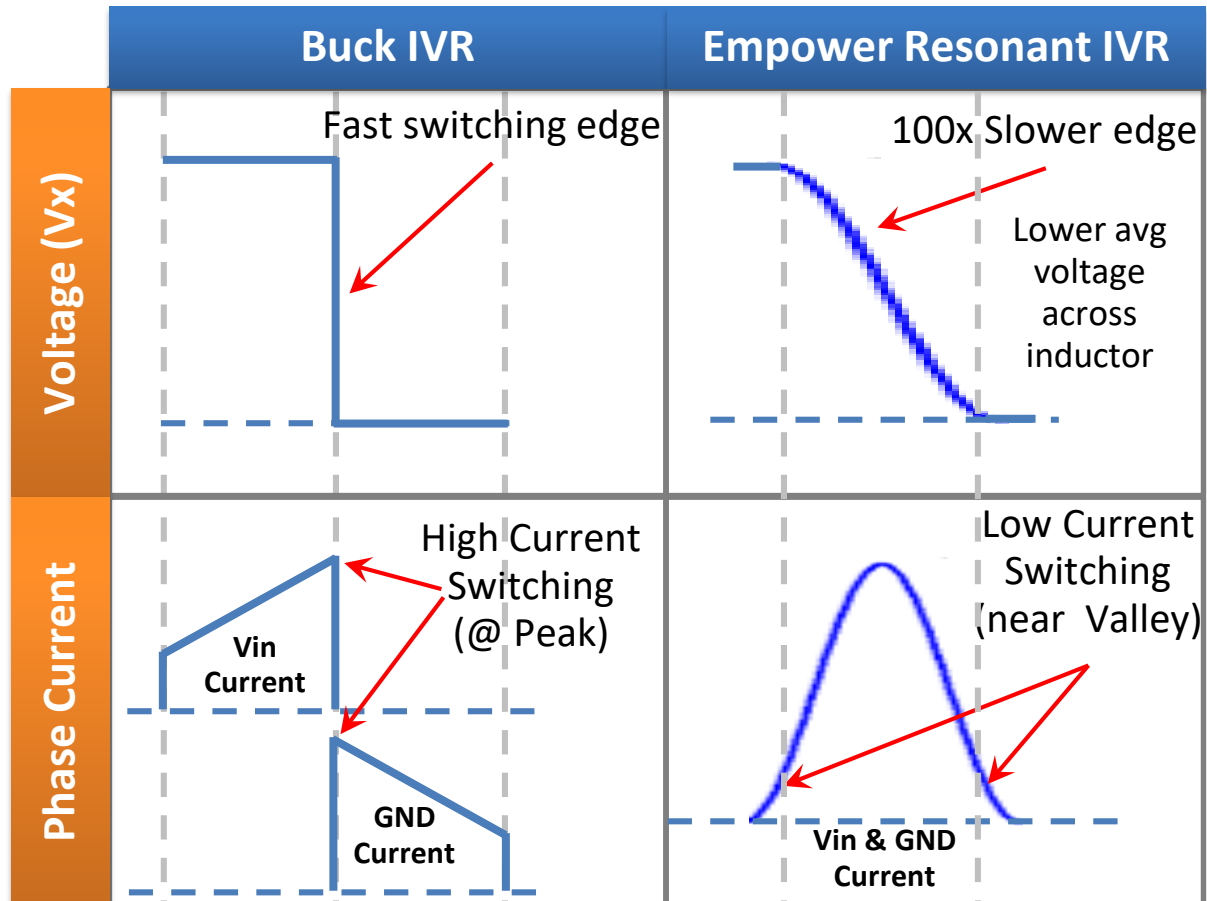 Buck IVR
Empower Resonant IVR
Voltage (Vx)
Fast switching edge
100x Slower edge
Lower avg
voltage
across
inductor
Phase Current
High Current
Switching
(@ Peak)
Vin
Current
GND
Current
Low Current
Switching
(near Valley)
Vin & GND
Current